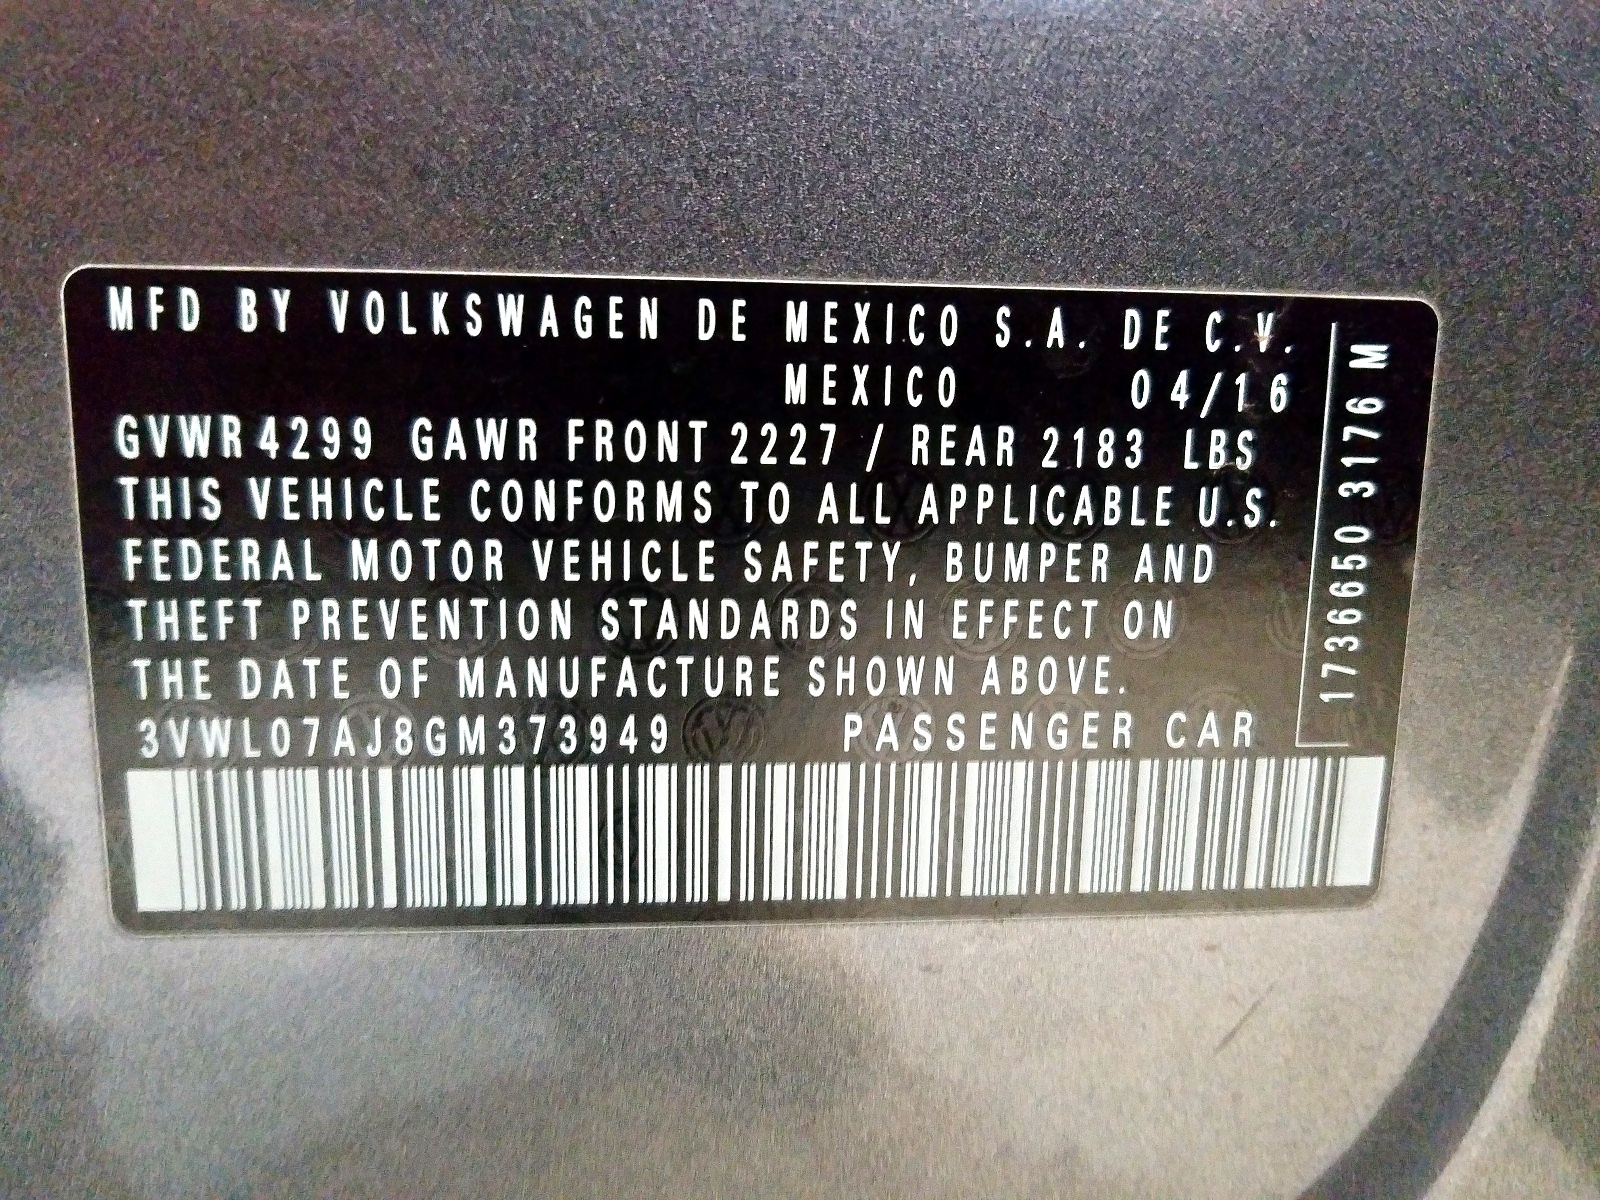 MFD BY VOLKSWAGEN DE MEXICO S.A. DE C.V.
MEXICO 04/16
GVWR 4299 GAWR FRONT 2227 / REAR 2183 LBS
THIS VEHICLE CONFORMS TO ALL APPLICABLE U.S.
FEDERAL MOTOR VEHICLE SAFETY, BUMPER AND
THEFT PREVENTION STANDARDS IN EFFECT ON
THE DATE OF MANUFACTURE SHOWN ABOVE.
3VWL07AJ8GM373949 PASSENGER CAR
1736650 3176 M